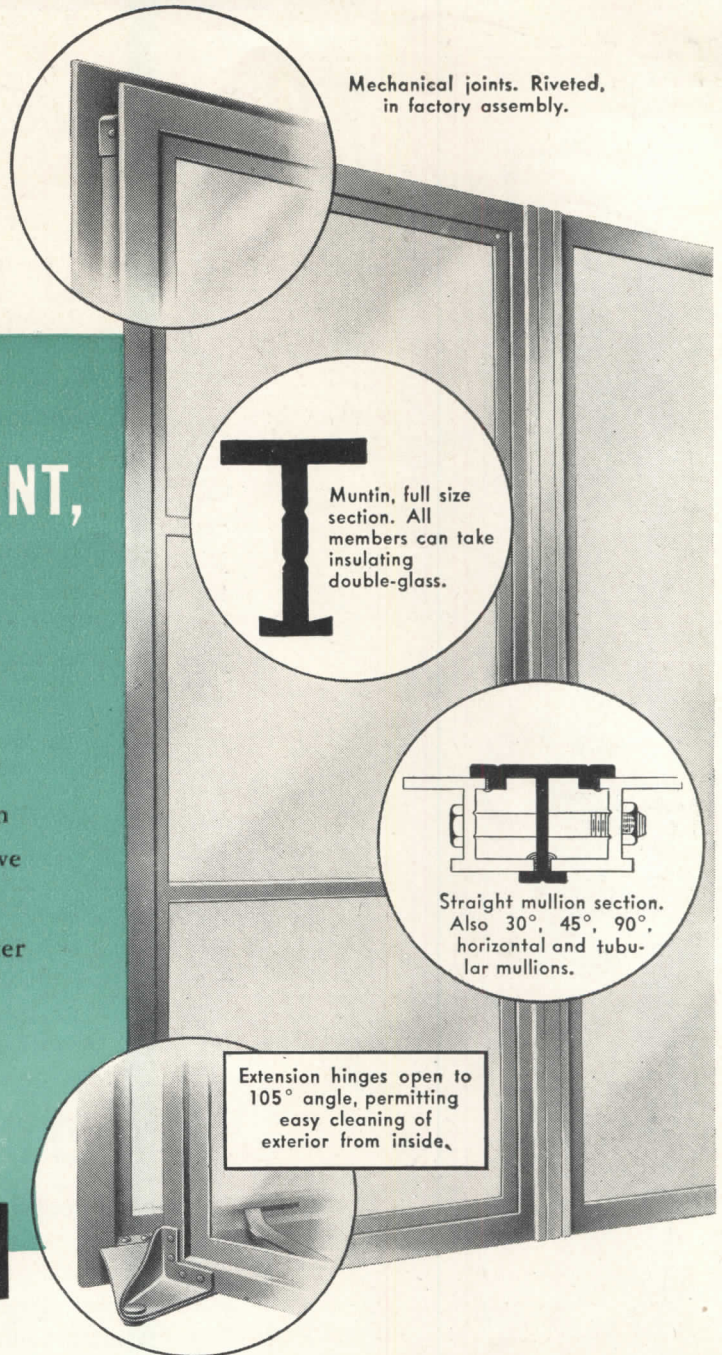 Mechanical joints. Riveted,
in factory assembly.
NT,
Muntin, full size
section. All
members can take
insulating
double-glass.
Straight mullion section.
Also 30°, 45°, 90°,
horizontal and tubu-
lar mullions.
Extension hinges open to
105° angle, permitting
easy cleaning of
exterior from inside.